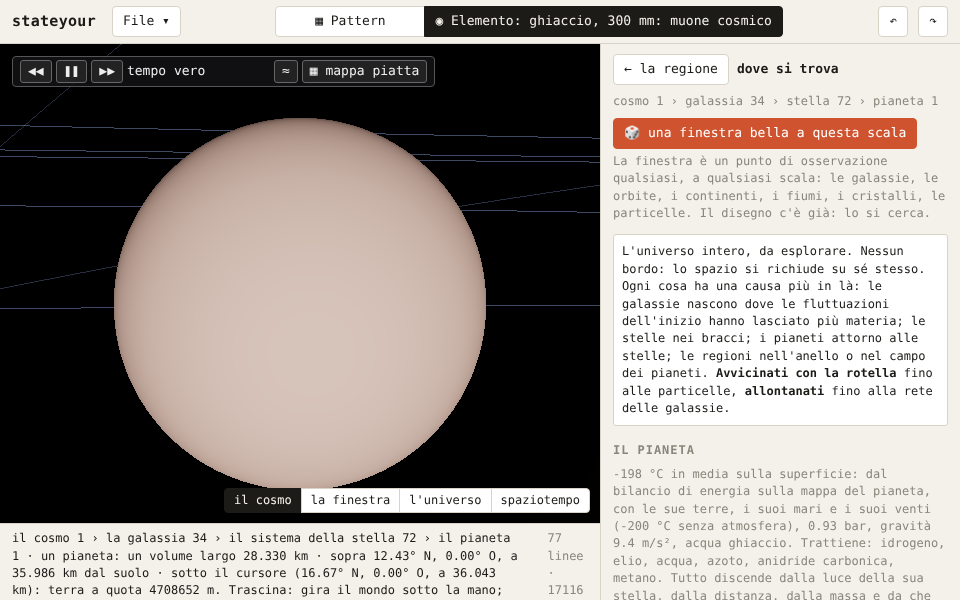 stateyour
File ▾
▦ Pattern
◉ Elemento: ghiaccio, 300 mm: muone cosmico
↶
↷
◀◀ ❚❚ ▶▶ tempo vero ≈ ▦ mappa piatta
← la regione dove si trova
cosmo 1 › galassia 34 › stella 72 › pianeta 1
🎲 una finestra bella a questa scala
La finestra è un punto di osservazione
qualsiasi, a qualsiasi scala: le galassie, le
orbite, i continenti, i fiumi, i cristalli, le
particelle. Il disegno c'è già: lo si cerca.
L'universo intero, da esplorare. Nessun
bordo: lo spazio si richiude su sé stesso.
Ogni cosa ha una causa più in là: le
galassie nascono dove le fluttuazioni
dell'inizio hanno lasciato più materia; le
stelle nei bracci; i pianeti attorno alle
stelle; le regioni nell'anello o nel campo
dei pianeti. Avvicinati con la rotella fino
alle particelle, allontanati fino alla rete
delle galassie.
IL PIANETA
-198 °C in media sulla superficie: dal
bilancio di energia sulla mappa del pianeta,
con le sue terre, i suoi mari e i suoi venti
(-200 °C senza atmosfera), 0.93 bar, gravità
9.4 m/s², acqua ghiaccio. Trattiene: idrogeno,
elio, acqua, azoto, anidride carbonica,
metano. Tutto discende dalla luce della sua
stella, dalla distanza, dalla massa e da che
il cosmo
la finestra
l'universo
spaziotempo
il cosmo 1 › la galassia 34 › il sistema della stella 72 › il pianeta
1 · un pianeta: un volume largo 28.330 km · sopra 12.43° N, 0.00° O, a
35.986 km dal suolo · sotto il cursore (16.67° N, 0.00° O, a 36.043
km): terra a quota 4708652 m. Trascina: gira il mondo sotto la mano;
77
linee
·
17116